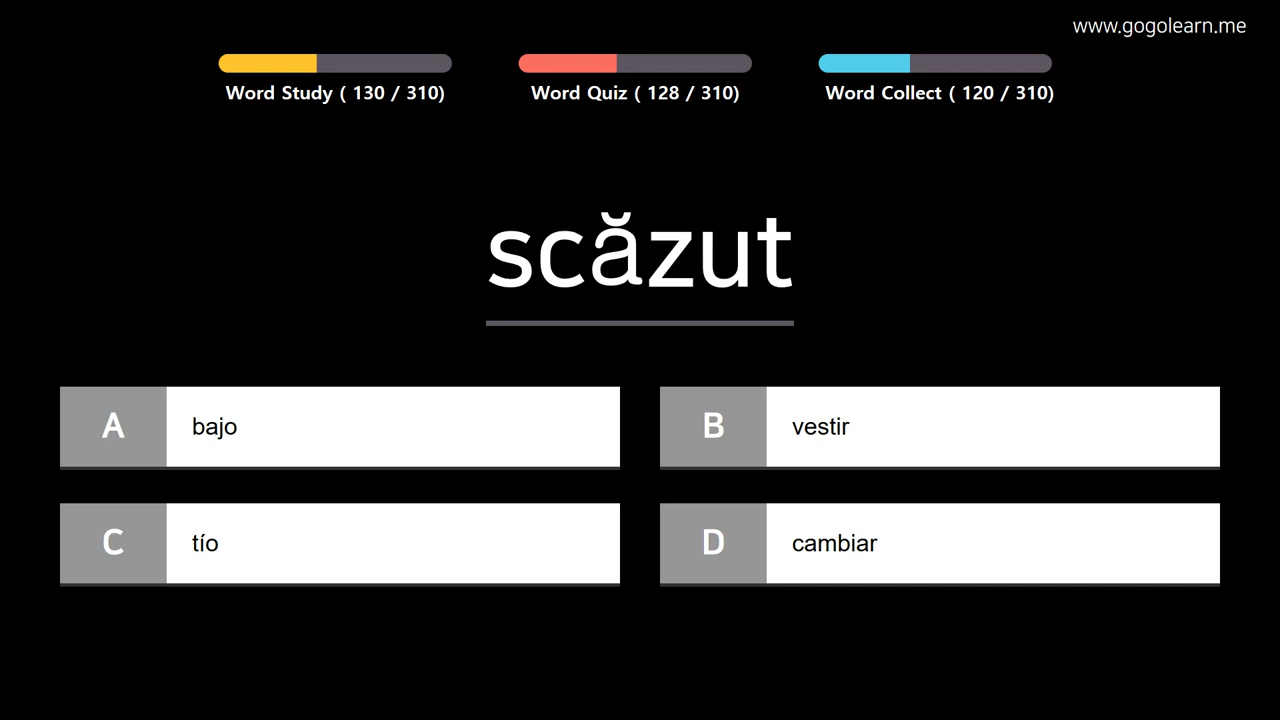 www.gogolearn.me
Word Study ( 130 / 310)
Word Quiz ( 128 / 310)
Word Collect ( 120 / 310)
scăzut
A bajo
B vestir
C tío
D cambiar